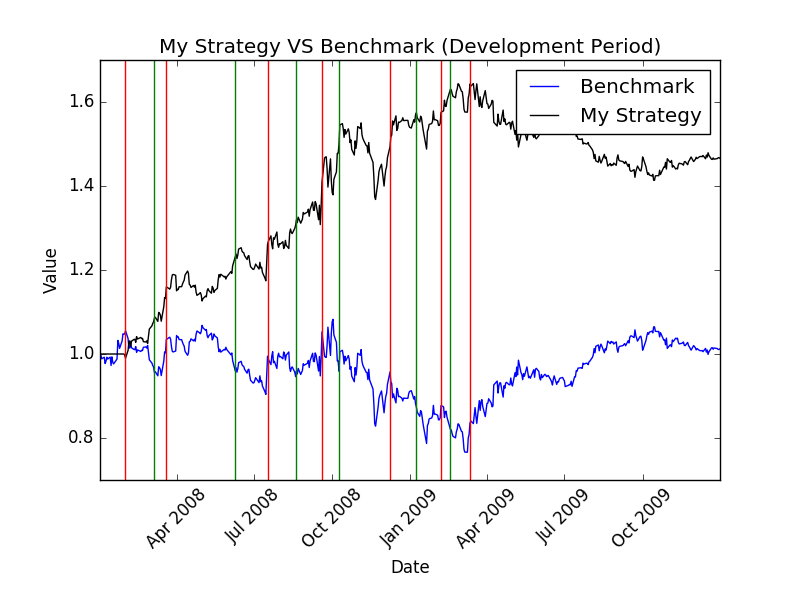 My Strategy VS Benchmark (Development Period)
Benchmark
My Strategy
1.6
1.4
1.2
1.0
0.8
Value
Apr 2008
Jul 2008
Oct 2008
Jan 2009
Apr 2009
Jul 2009
Oct 2009
Date